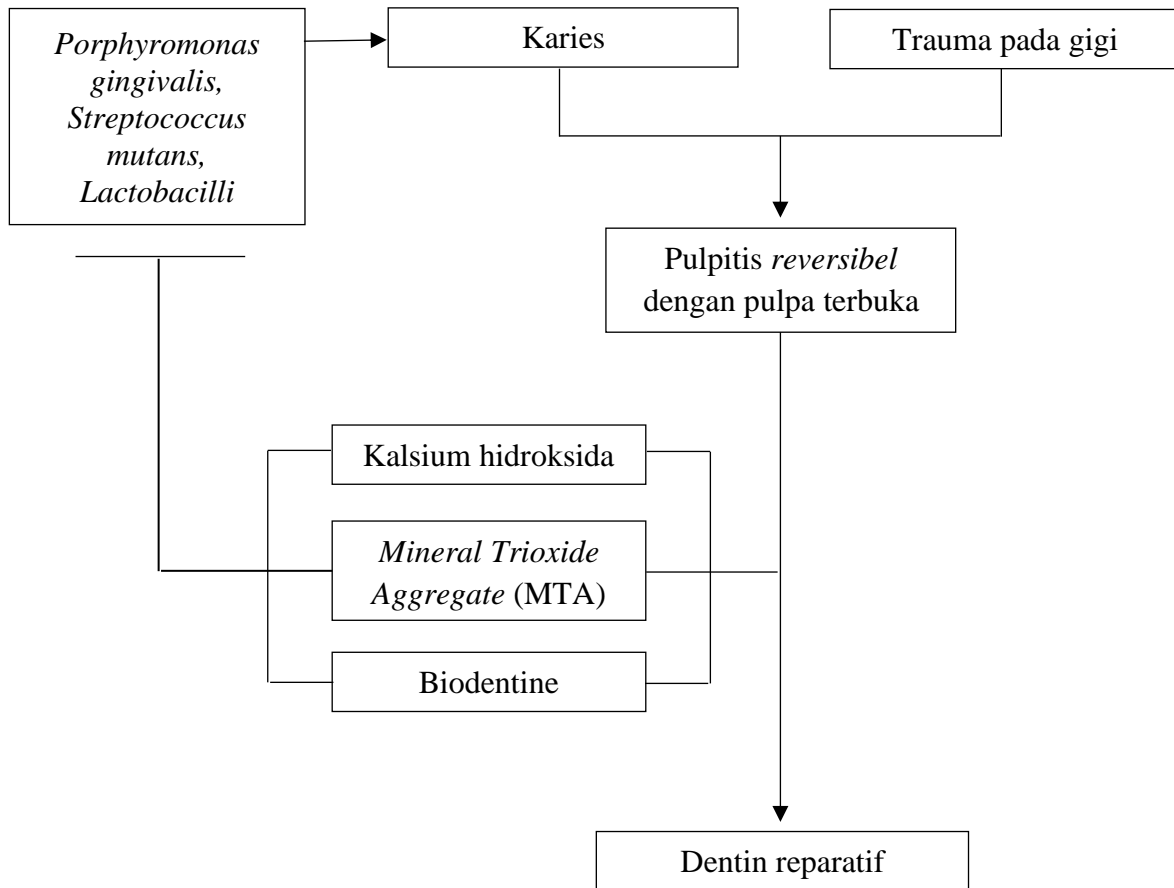 Porphyromonas
gingivalis,
Streptococcus
mutans,
Lactobacilli
Karies
Trauma pada gigi
Pulpitis reversibel
dengan pulpa terbuka
Kalsium hidroksida
Mineral Trioxide
Aggregate (MTA)
Biodentine
Dentin reparatif